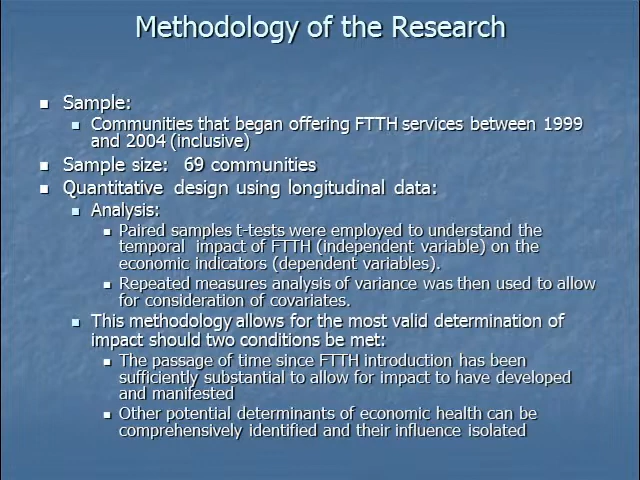 Methodology of the Research
Sample:
Communities that began offering FTTH services between 1999
and 2004 (inclusive)
Sample size: 69 communities
Quantitative design using longitudinal data:
Analysis:
Paired samples t-tests were employed to understand the
temporal impact of FTTH (independent variable) on the
economic indicators (dependent variables).
Repeated measures analysis of variance was then used to allow
for consideration of covariates.
This methodology allows for the most valid determination of
impact should two conditions be met:
The passage of time since FTTH introduction has been
sufficiently substantial to allow for impact to have developed
and manifested
Other potential determinants of economic health can be
comprehensively identified and their influence isolated